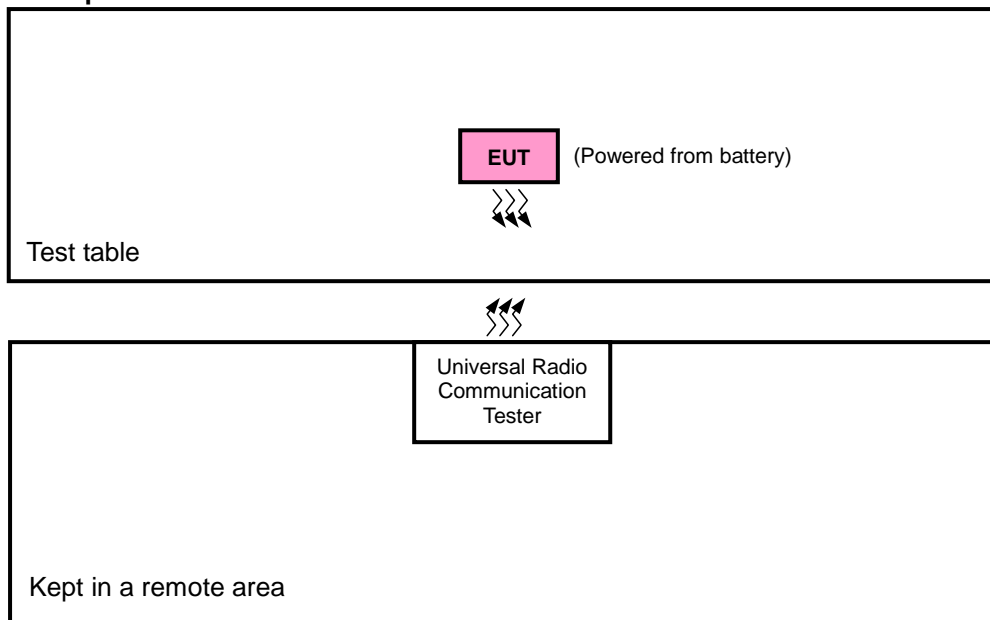 EUT
(Powered from battery)
Test table
Universal Radio
Communication
Tester
Kept in a remote area